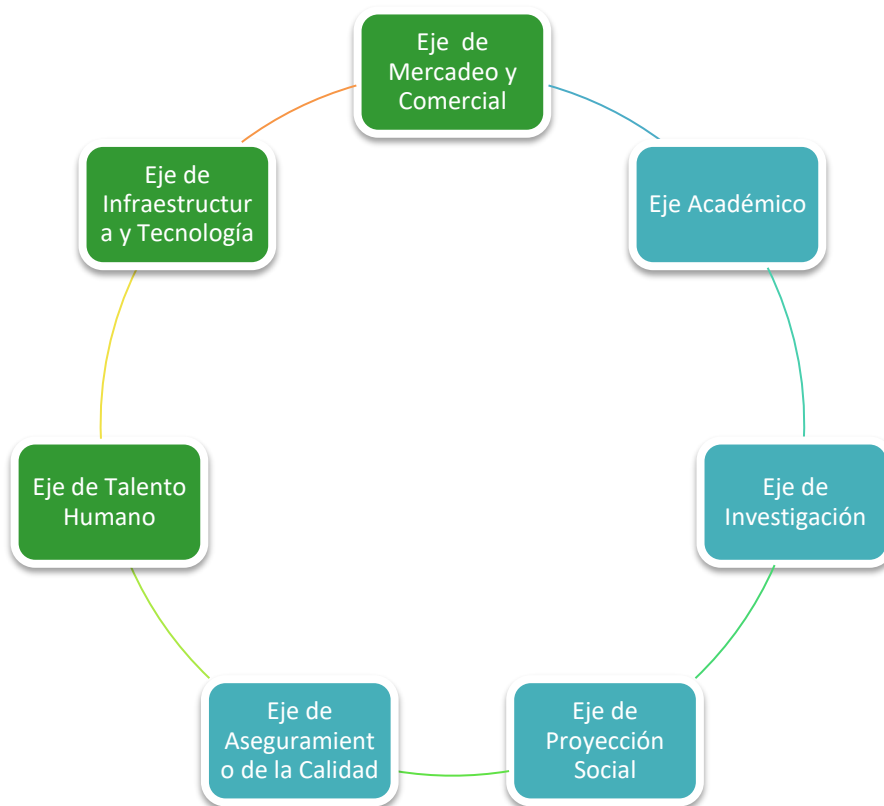 Eje de
Mercadeo y
Comercial
Eje Académico
Eje de
Investigación
Eje de
Proyección
Social
Eje de
Aseguramient
o de la Calidad
Eje de Talento
Humano
Eje de
Infraestructur
a y Tecnología